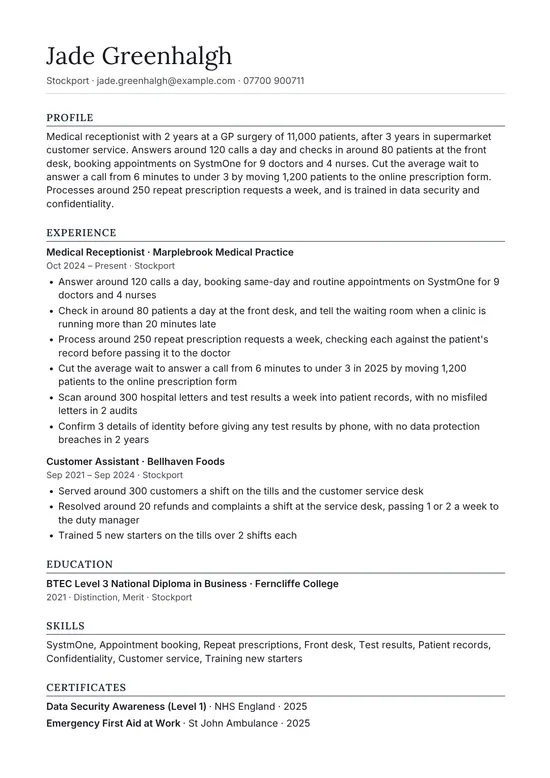 Jade Greenhalgh
Stockport · jade.greenhalgh@example.com · 07700 900711
PROFILE
Medical receptionist with 2 years at a GP surgery of 11,000 patients, after 3 years in supermarket
customer service. Answers around 120 calls a day and checks in around 80 patients at the front
desk, booking appointments on SystmOne for 9 doctors and 4 nurses. Cut the average wait to
answer a call from 6 minutes to under 3 by moving 1,200 patients to the online prescription form.
Processes around 250 repeat prescription requests a week, and is trained in data security and
confidentiality.
EXPERIENCE
Medical Receptionist · Marplebrook Medical Practice
Oct 2024 – Present · Stockport
• Answer around 120 calls a day, booking same-day and routine appointments on SystmOne for 9
doctors and 4 nurses
• Check in around 80 patients a day at the front desk, and tell the waiting room when a clinic is
running more than 20 minutes late
• Process around 250 repeat prescription requests a week, checking each against the patient's
record before passing it to the doctor
• Cut the average wait to answer a call from 6 minutes to under 3 in 2025 by moving 1,200
patients to the online prescription form
• Scan around 300 hospital letters and test results a week into patient records, with no misfiled
letters in 2 audits
• Confirm 3 details of identity before giving any test results by phone, with no data protection
breaches in 2 years
Customer Assistant · Bellhaven Foods
Sep 2021 – Sep 2024 · Stockport
• Served around 300 customers a shift on the tills and the customer service desk
• Resolved around 20 refunds and complaints a shift at the service desk, passing 1 or 2 a week to
the duty manager
• Trained 5 new starters on the tills over 2 shifts each
EDUCATION
BTEC Level 3 National Diploma in Business · Ferncliffe College
2021 · Distinction, Merit · Stockport
SKILLS
SystmOne, Appointment booking, Repeat prescriptions, Front desk, Test results, Patient records,
Confidentiality, Customer service, Training new starters
CERTIFICATES
Data Security Awareness (Level 1) · NHS England · 2025
Emergency First Aid at Work · St John Ambulance · 2025